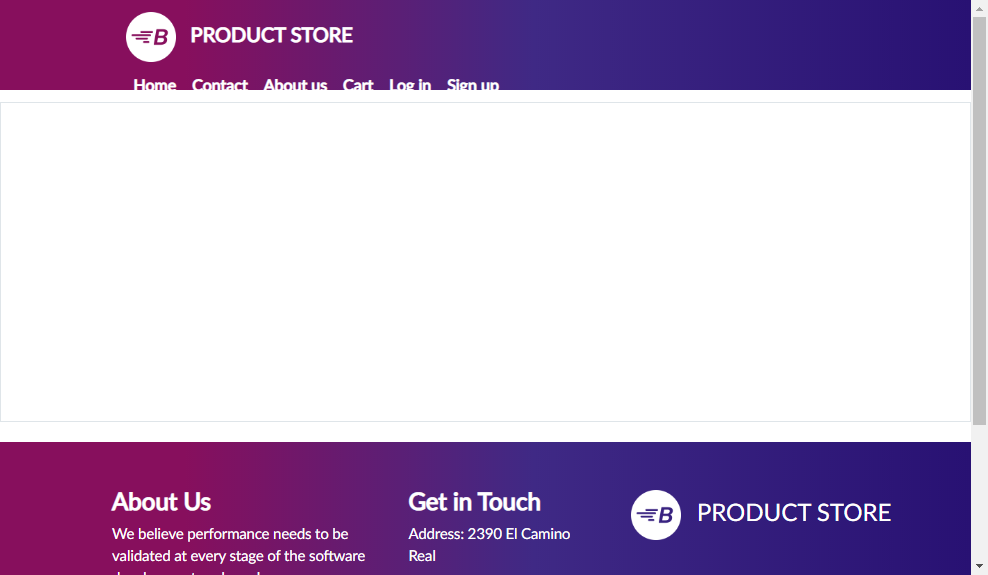 B
PRODUCT STORE
Home Contact About us Cart Log in Sign up
About Us
We believe performance needs to be
validated at every stage of the software
Get in Touch
Address: 2390 El Camino
Real
B
PRODUCT STORE